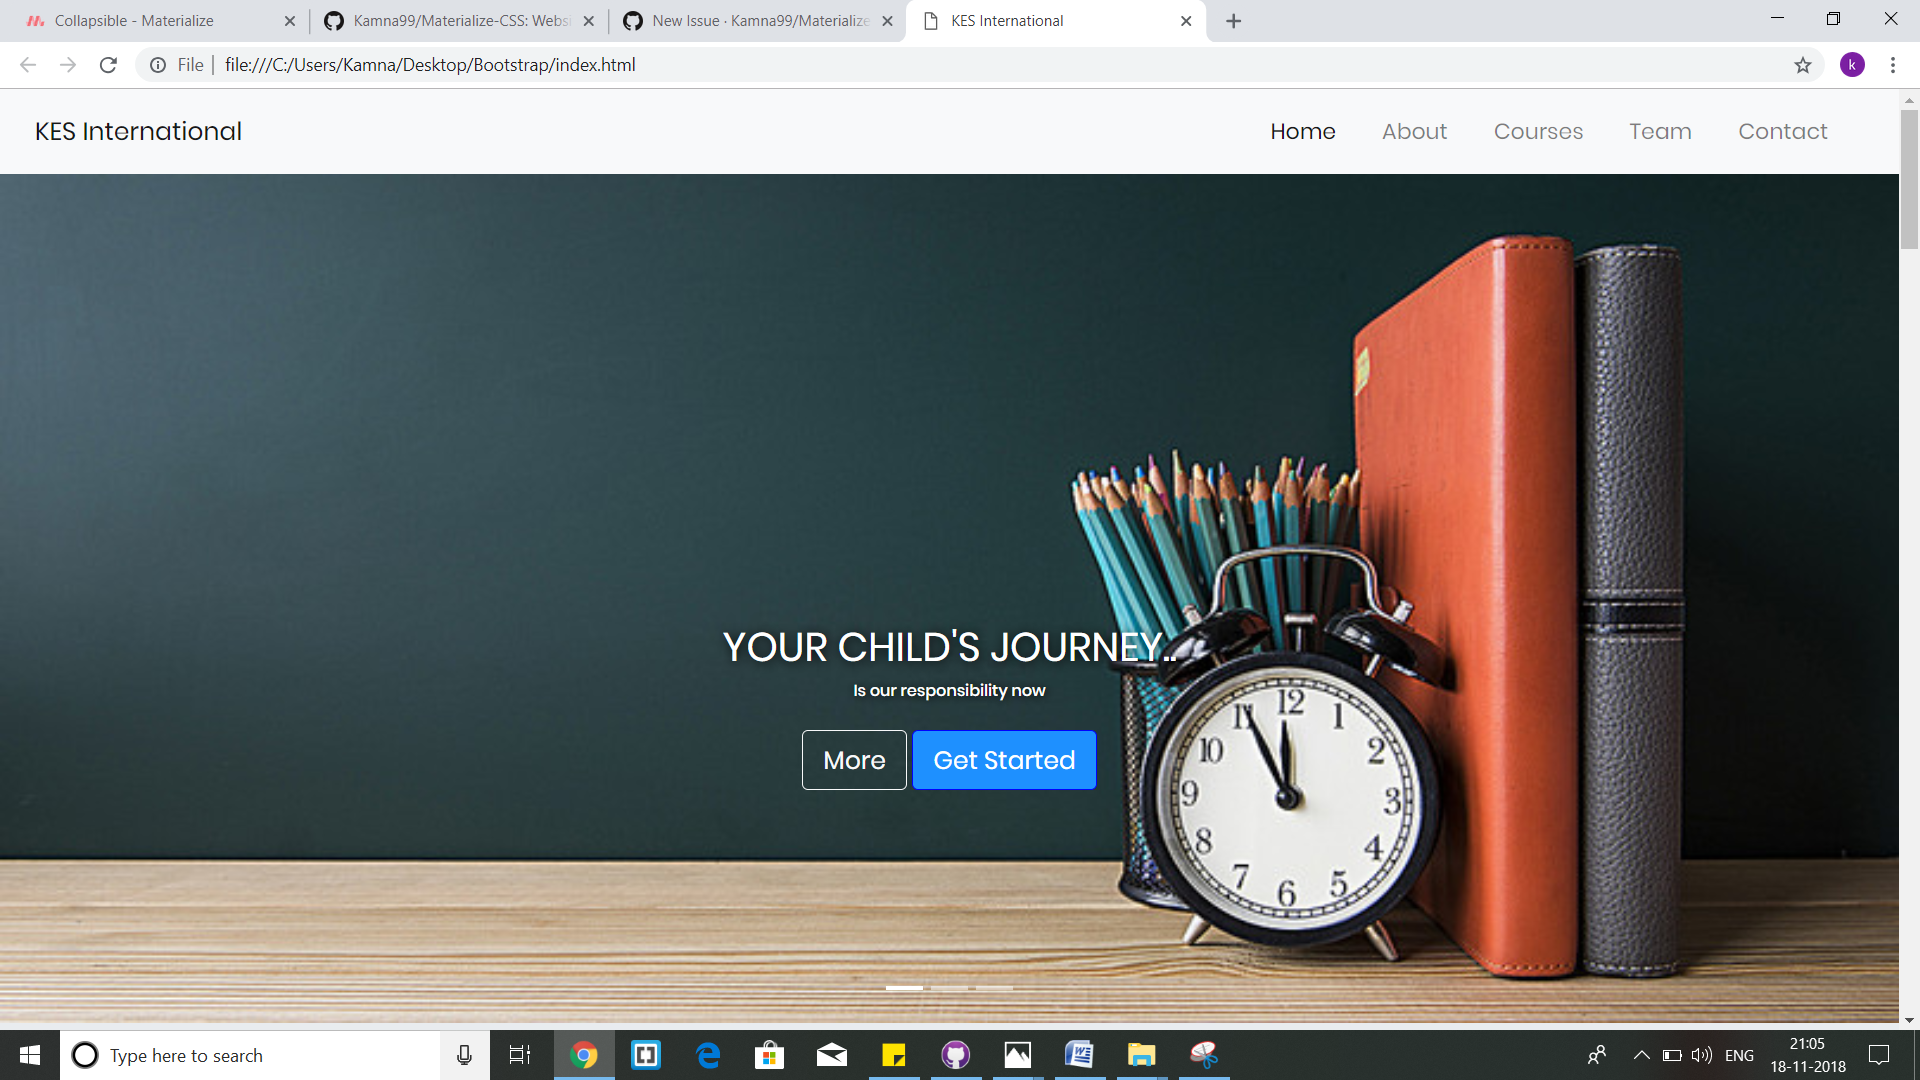 Collapsible - Materialize
Kamna99/Materialize-CSS: Websi
New Issue · Kamna99/Materialize
KES International
File
file:///C:/Users/Kamna/Desktop/Bootstrap/index.html
k
KES International
Home
About
Courses
Team
Contact
YOUR CHILD'S JOURNEY..
Is our responsibility now
More
Get Started
11 12 1
10 2
9 3
8 4
7 6 5
Type here to search
ENG
21:05
18-11-2018